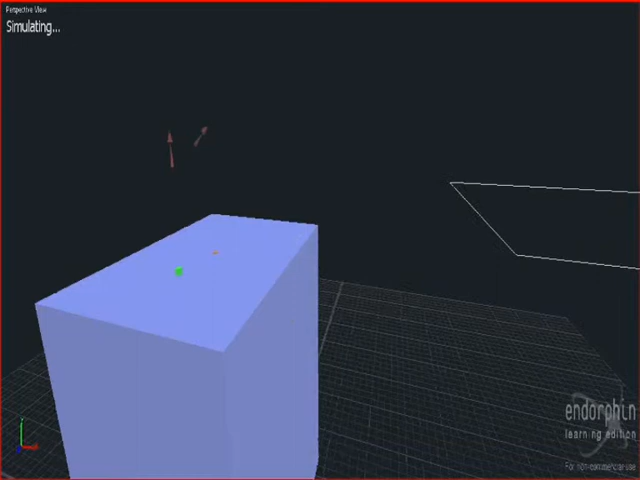 Perspective View
Simulating...
endorphin
learning edition
For non-commercial use